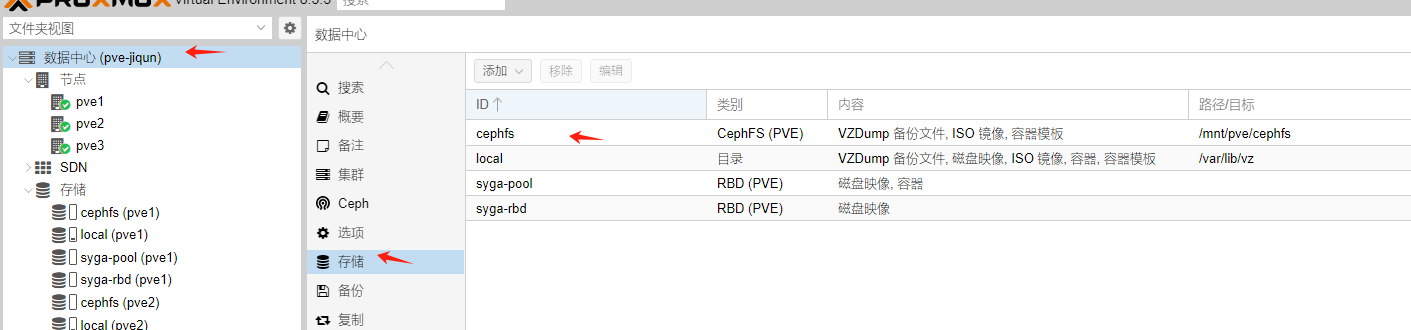 PROXMOX Virtual Environment 8.3.3 搜索
文件夹视图
数据中心 (pve-jiqun)
节点
pve1
pve2
pve3
SDN
存储
cephfs (pve1)
local (pve1)
syga-pool (pve1)
syga-rbd (pve1)
cephfs (pve2)
local (pve2)
数据中心
搜索
概要
备注
集群
Ceph
选项
存储
备份
复制
添加 移除 编辑
ID 类别 内容 路径/目标
cephfs CephFS (PVE) VZDump 备份文件, ISO 镜像, 容器模板 /mnt/pve/cephfs
local 目录 VZDump 备份文件, 磁盘映像, ISO 镜像, 容器, 容器模板 /var/lib/vz
syga-pool RBD (PVE) 磁盘映像, 容器
syga-rbd RBD (PVE) 磁盘映像